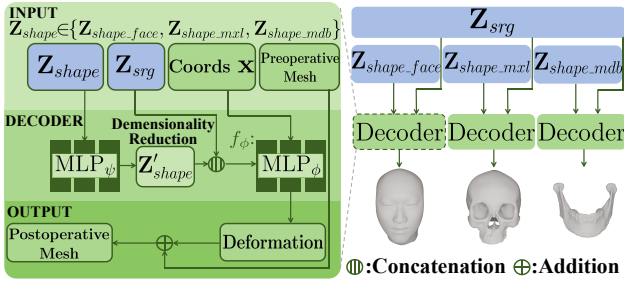 INPUT
Z_shape∈{Z_shape_face, Z_shape_mxl, Z_shape_mdb}
Z_shape
Z_srg
Coords x
Preoperative
Mesh
DECODER
Demensionality
Reduction
MLP_ψ
Z'_shape
f_ϕ:
MLP_ϕ
OUTPUT
Postoperative
Mesh
Deformation
Z_srg
Z_shape_face
Z_shape_mxl
Z_shape_mdb
Decoder
Decoder
Decoder
:Concatenation
:Addition